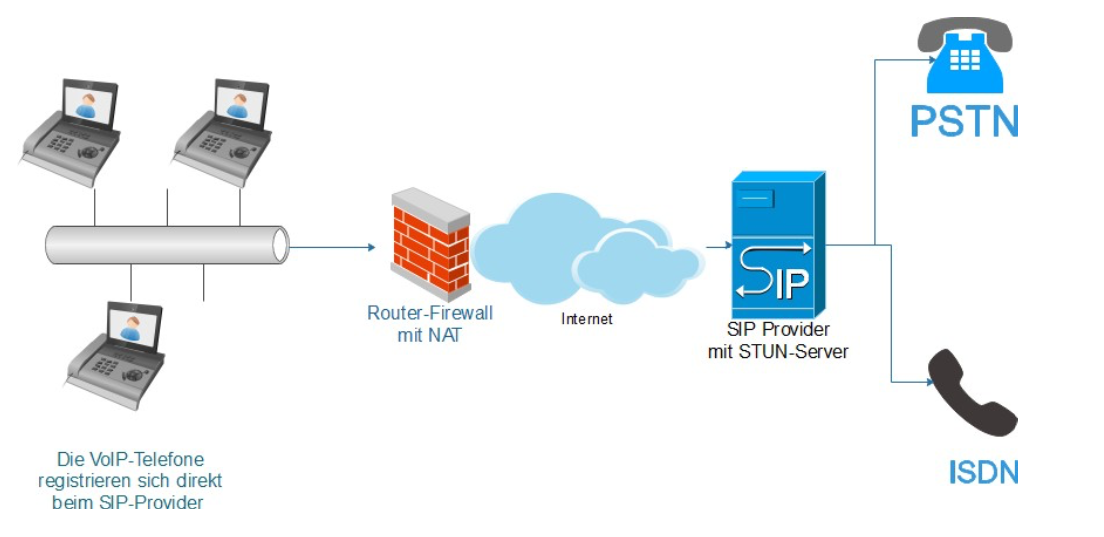 PSTN
Router-Firewall
mit NAT
Internet
SIP
SIP Provider
mit STUN-Server
ISDN
Die VoIP-Telefone
registrieren sich direkt
beim SIP-Provider